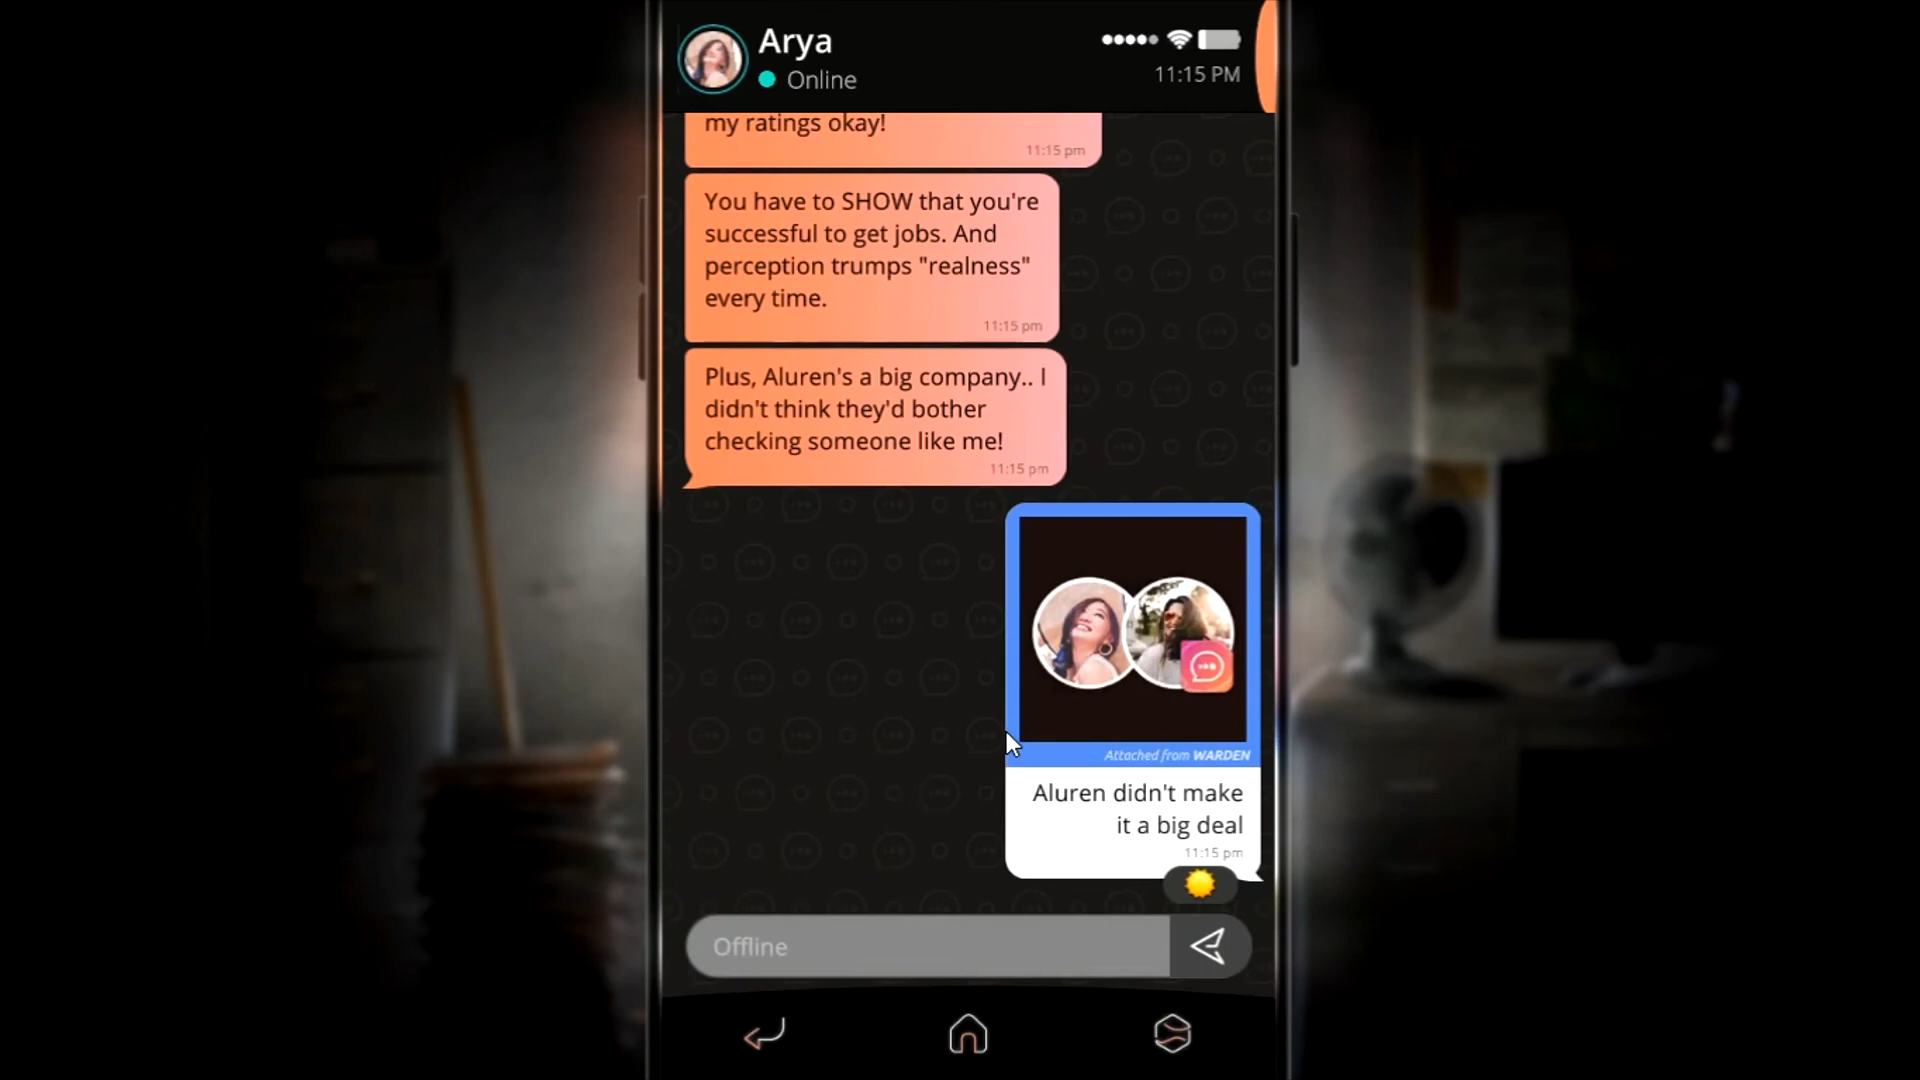 Arya
Online
11:15 PM
my ratings okay!
11:15 pm
You have to SHOW that you're
successful to get jobs. And
perception trumps "realness"
every time.
11:15 pm
Plus, Aluren's a big company.. I
didn't think they'd bother
checking someone like me!
11:15 pm
Attached from WARDEN
Aluren didn't make
it a big deal
11:15 pm
Offline